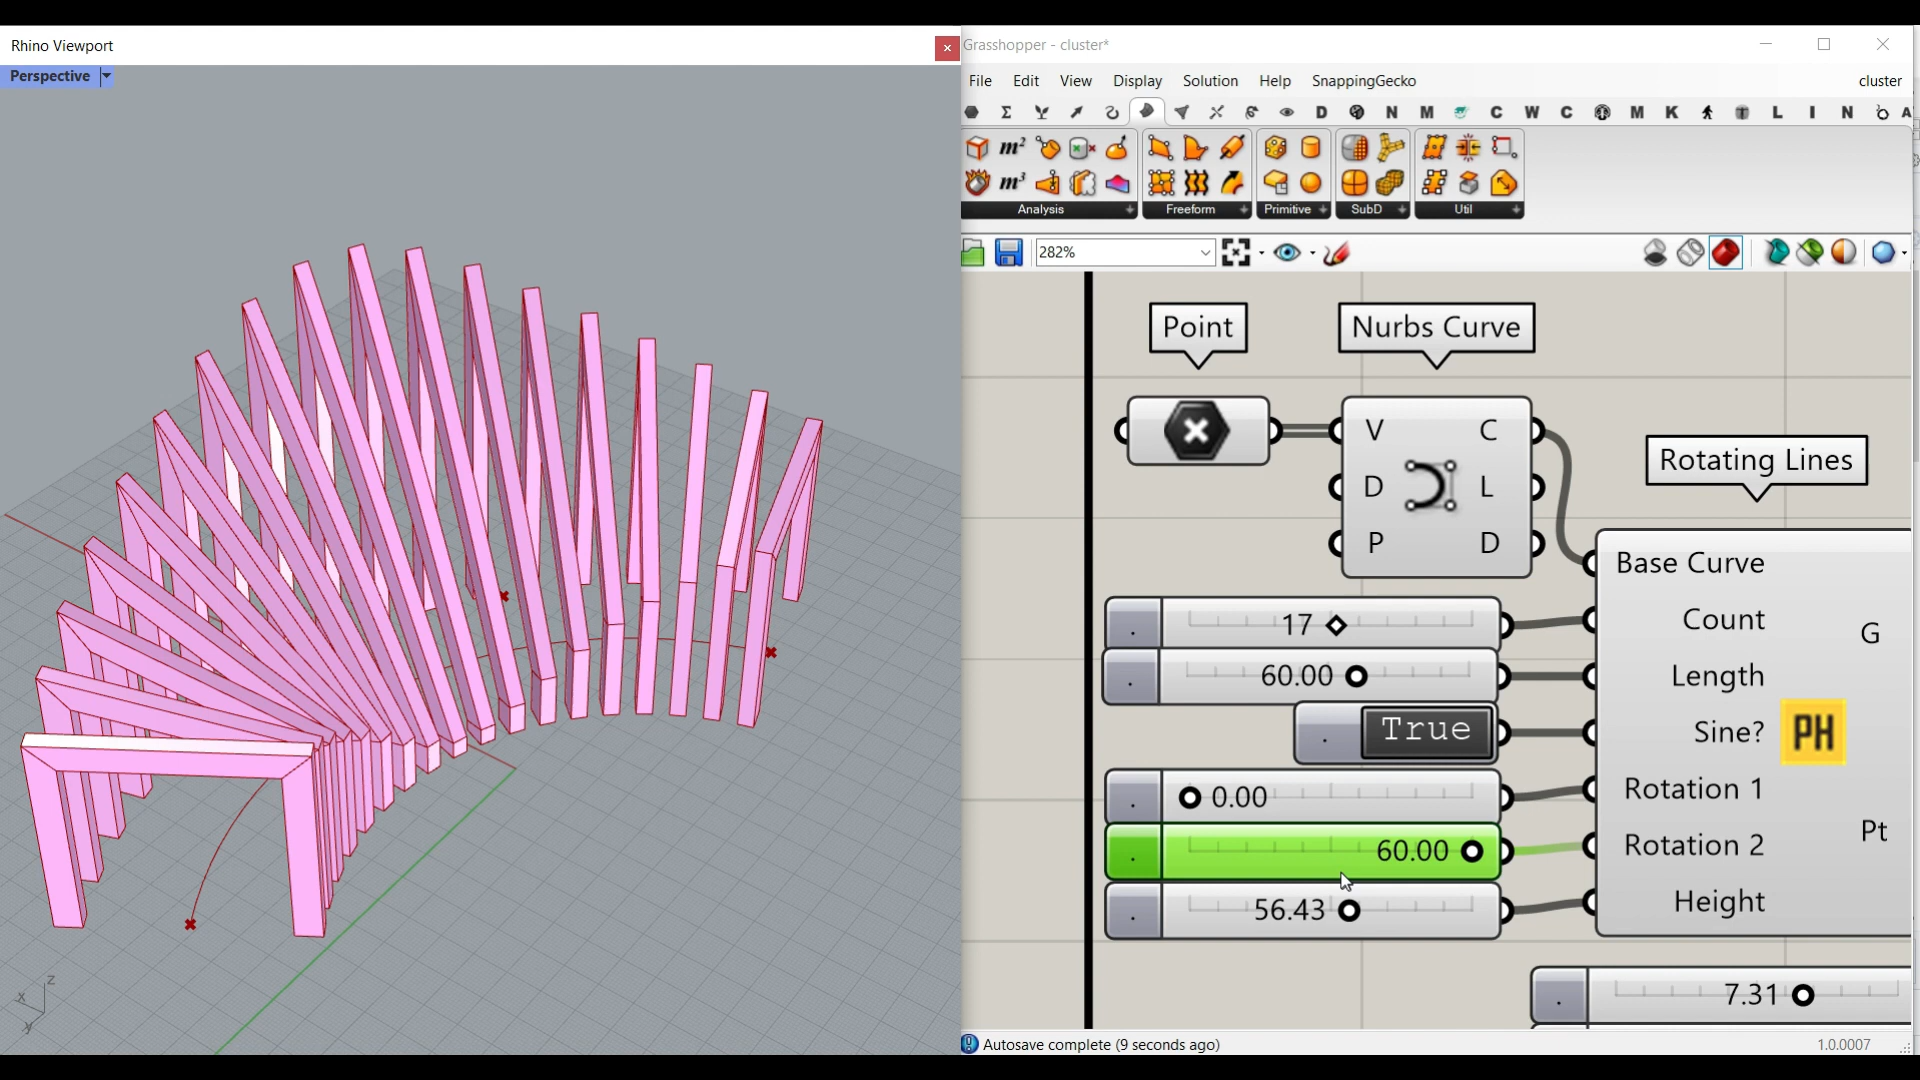 Rhino Viewport
Perspective
Grasshopper - cluster*
File Edit View Display Solution Help SnappingGecko cluster
D N M C W C M K L I N A
m²
m³
Analysis Freeform Primitive SubD Util
282%
Point
Nurbs Curve
V C
D L
P D
Rotating Lines
Base Curve
17 Count G
60.00 Length
True Sine? PH
0.00 Rotation 1
60.00 Rotation 2 Pt
56.43 Height
7.31
z
x
y
Autosave complete (9 seconds ago) 1.0.0007